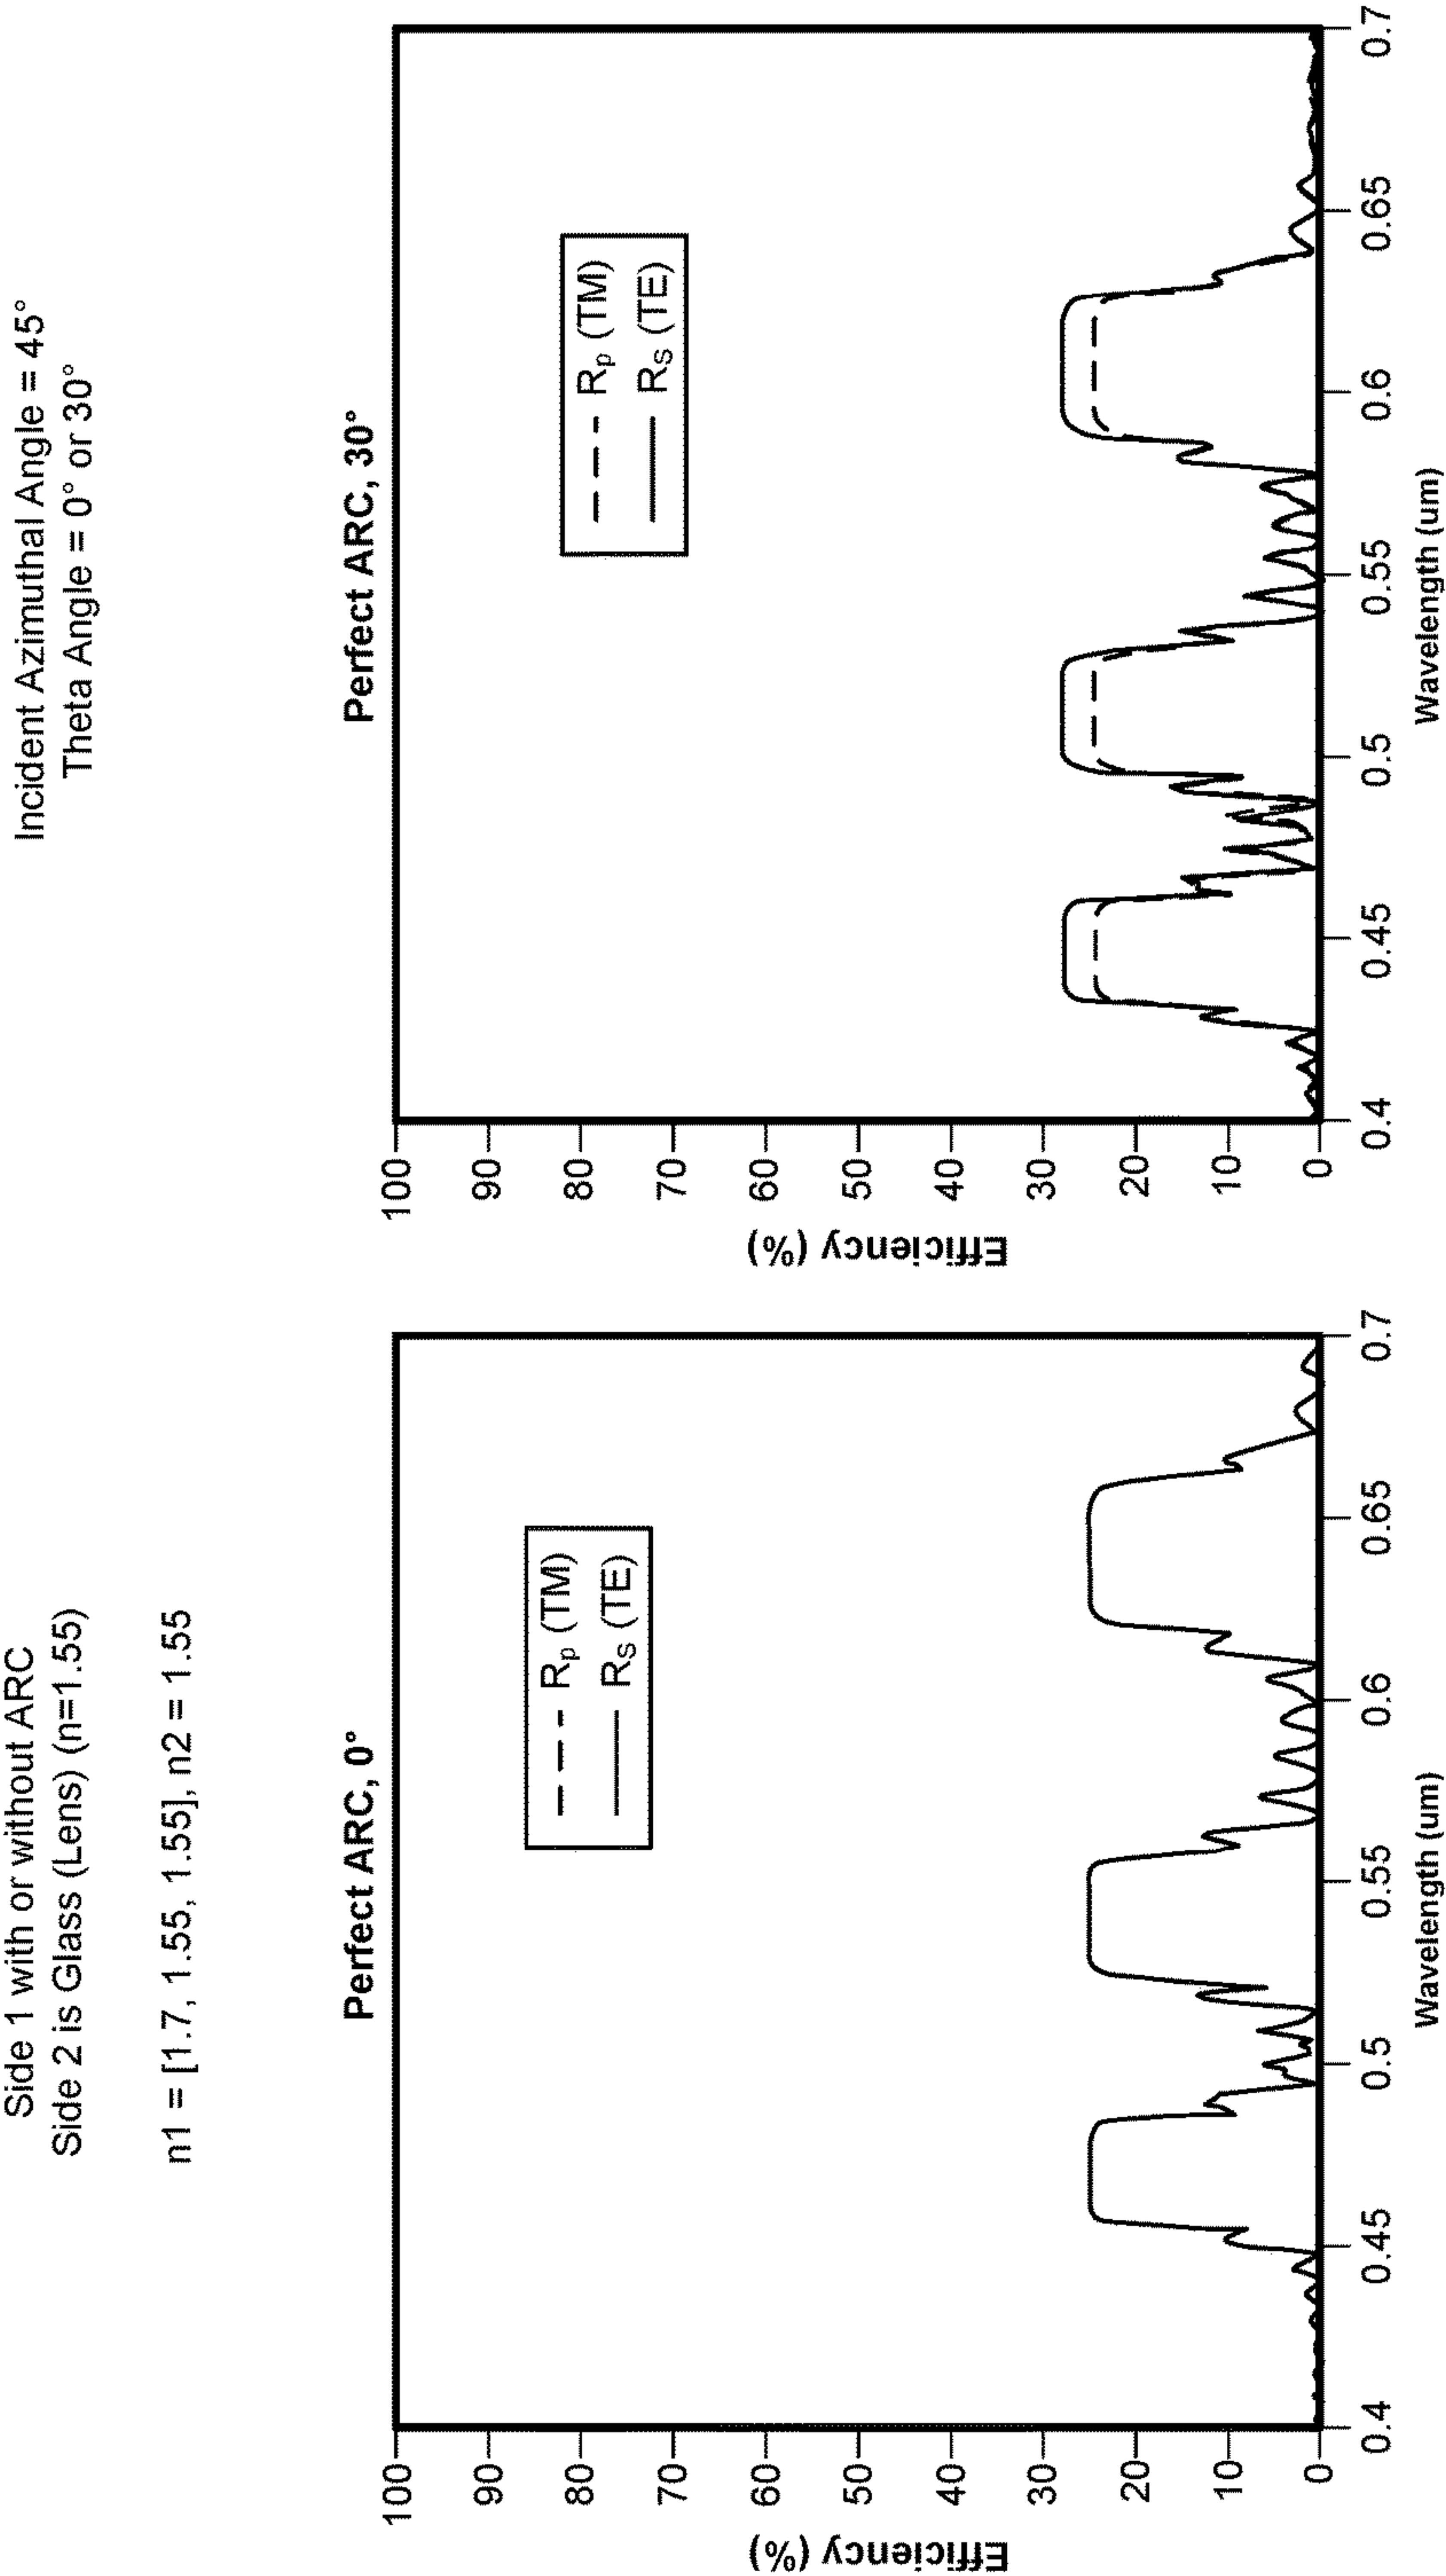 Side 1 with or without ARC
Side 2 is Glass (Lens) (n=1.55)
n1 = [1.7, 1.55, 1.55], n2 = 1.55
Incident Azimuthal Angle = 45°
Theta Angle = 0° or 30°
Perfect ARC, 0°
Efficiency (%)
100
90
80
70
60
50
40
30
20
10
0
Rp (TM)
RS (TE)
0.4
0.45
0.5
0.55
0.6
0.65
0.7
Wavelength (um)
Perfect ARC, 30°
Efficiency (%)
100
90
80
70
60
50
40
30
20
10
0
Rp (TM)
RS (TE)
0.4
0.45
0.5
0.55
0.6
0.65
0.7
Wavelength (um)